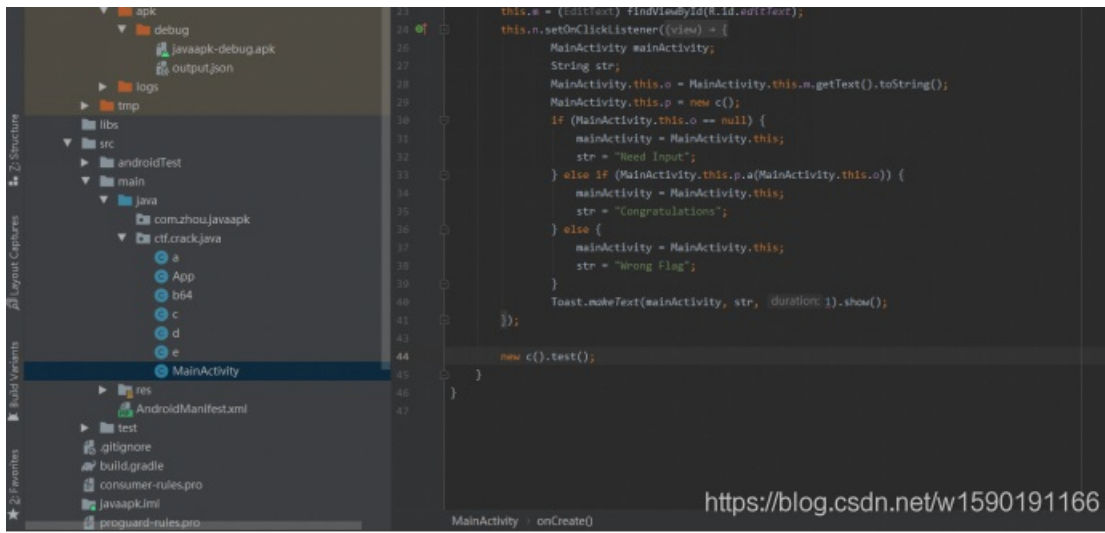 Z: Structure
Layout Captures
Build Variants
2: Favorites
apk
debug
javaapk-debug.apk
output.json
logs
tmp
libs
src
androidTest
main
java
com.zhou.javaapk
ctf.crack.java
a
App
b64
c
d
e
MainActivity
res
AndroidManifest.xml
test
.gitignore
build.gradle
consumer-rules.pro
javaapk.iml
proguard-rules.pro
23 this.m = (EditText) findViewById(R.id.editText);
24 this.n.setOnClickListener((view) → {
26 MainActivity mainActivity;
27 String str;
28 MainActivity.this.o = MainActivity.this.m.getText().toString();
29 MainActivity.this.p = new c();
30 if (MainActivity.this.o == null) {
31 mainActivity = MainActivity.this;
32 str = "Need Input";
33 } else if (MainActivity.this.p.a(MainActivity.this.o)) {
34 mainActivity = MainActivity.this;
35 str = "Congratulations";
36 } else {
37 mainActivity = MainActivity.this;
38 str = "Wrong Flag";
39 }
40 Toast.makeText(mainActivity, str, duration: 1).show();
41 });
43
44 new c().test();
45 }
46 }
47
https://blog.csdn.net/w1590191166
MainActivity › onCreate()